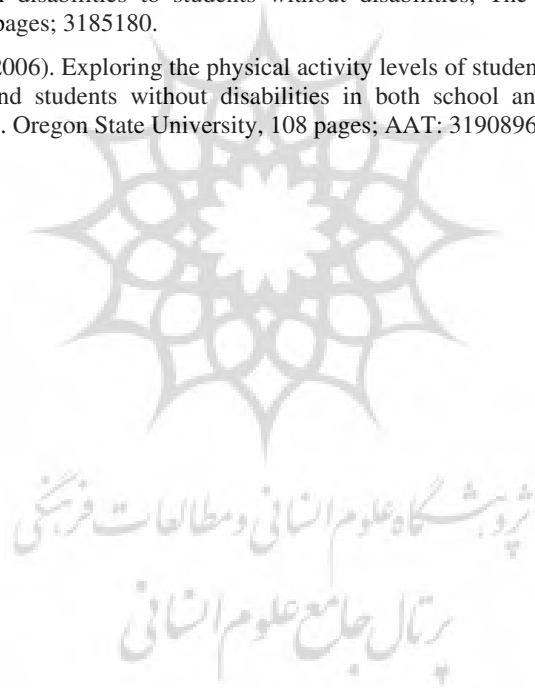 disabilities to students without disabilities, The
pages; 3185180.
2006). Exploring the physical activity levels of studen
nd students without disabilities in both school an
. Oregon State University, 108 pages; AAT: 3190896
پژوهشگاه علوم انسانی و مطالعات فرهنگی
پرتال جامع علوم انسانی